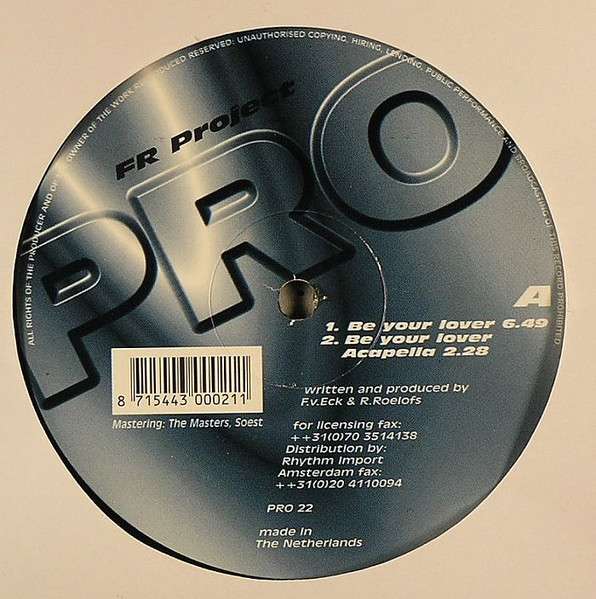 ALL RIGHTS OF THE PRODUCER AND OF THE OWNER OF THE WORK REPRODUCED RESERVED: UNAUTHORISED COPYING, HIRING, LENDING, PUBLIC PERFORMANCE AND BROADCASTING OF THIS RECORD PROHIBITED
FR Project
PRO
A
1. Be your lover 6.49
2. Be your lover
Acapella 2.28
written and produced by
F.v.Eck & R.Roelofs
8 715443 000211
Mastering: The Masters, Soest
for licensing fax:
++31(0)70 3514138
Distribution by:
Rhythm Import
Amsterdam fax:
++31(0)20 4110094
PRO 22
made in
The Netherlands